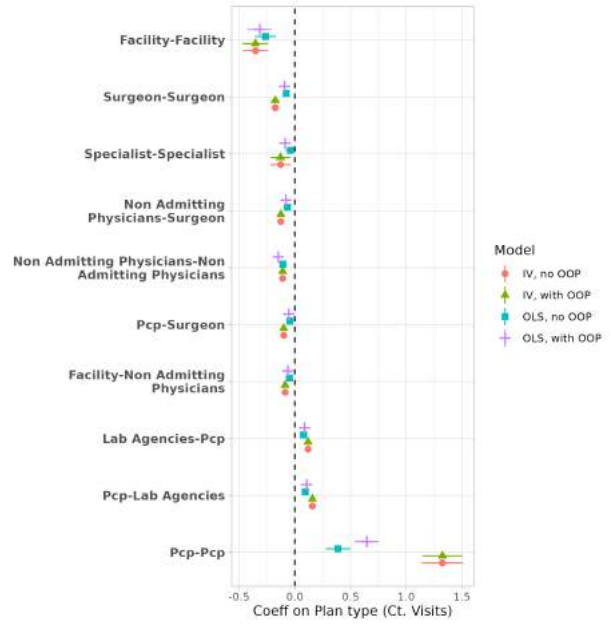 Facility-Facility
Surgeon-Surgeon
Specialist-Specialist
Non Admitting
Physicians-Surgeon
Non Admitting Physicians-Non
Admitting Physicians
Pcp-Surgeon
Facility-Non Admitting
Physicians
Lab Agencies-Pcp
Pcp-Lab Agencies
Pcp-Pcp
-0.5 0.0 0.5 1.0 1.5
Coeff on Plan type (Ct. Visits)
Model
IV, no OOP
IV, with OOP
OLS, no OOP
OLS, with OOP